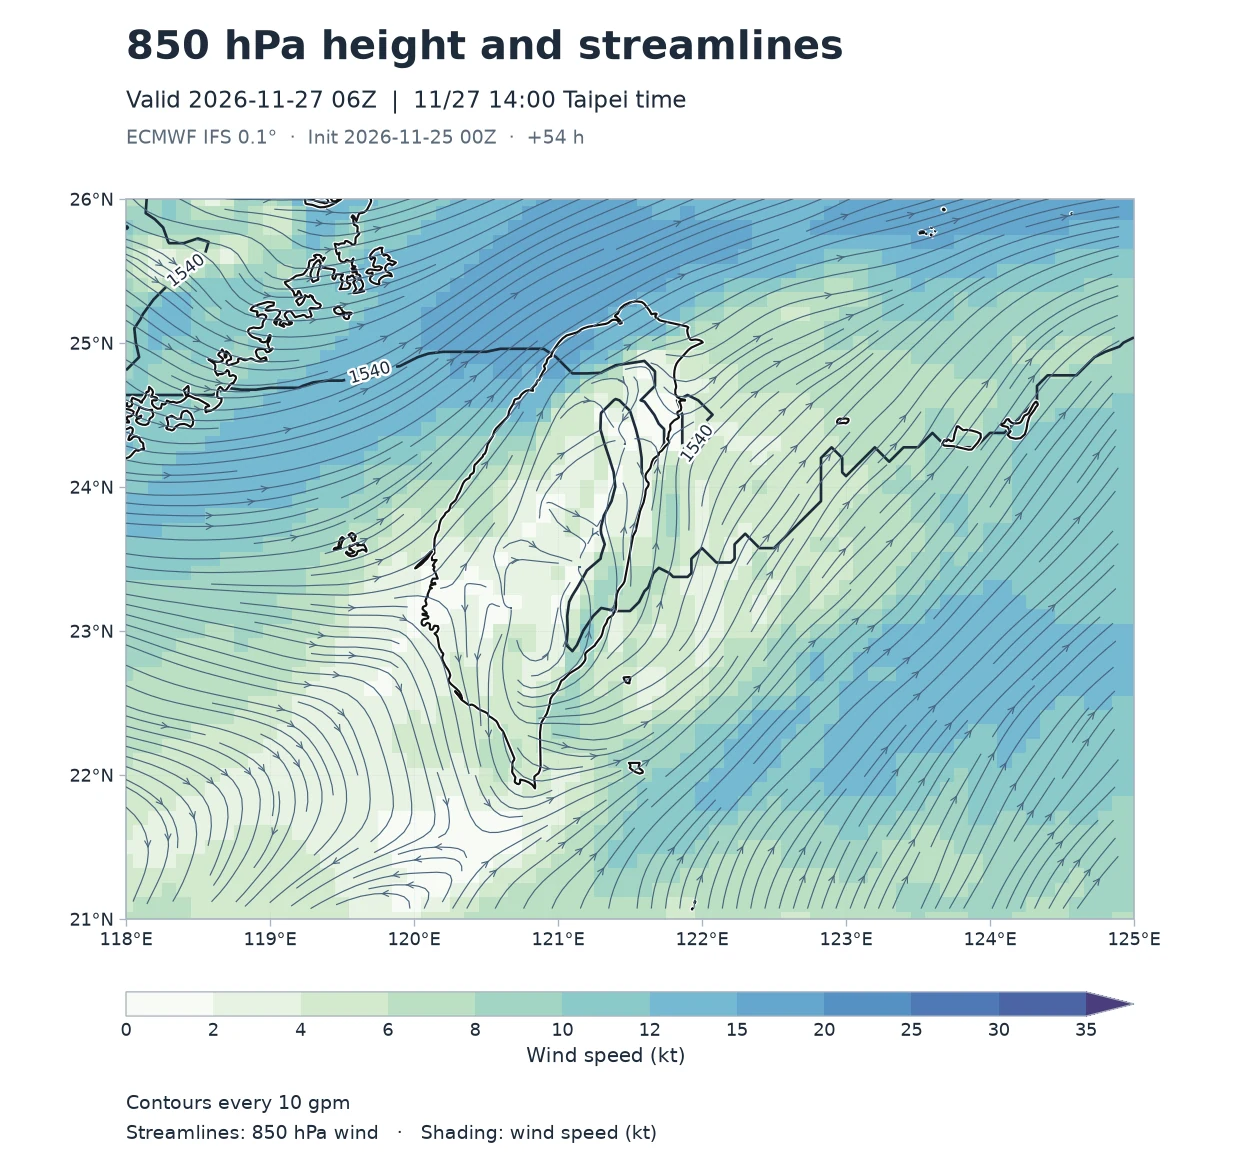 850 hPa height and streamlines
Valid 2026-11-27 06Z | 11/27 14:00 Taipei time
ECMWF IFS 0.1° · Init 2026-11-25 00Z · +54 h
26°N
25°N
24°N
23°N
22°N
21°N
1540
1540
1540
118°E 119°E 120°E 121°E 122°E 123°E 124°E 125°E
0 2 4 6 8 10 12 15 20 25 30 35
Wind speed (kt)
Contours every 10 gpm
Streamlines: 850 hPa wind · Shading: wind speed (kt)